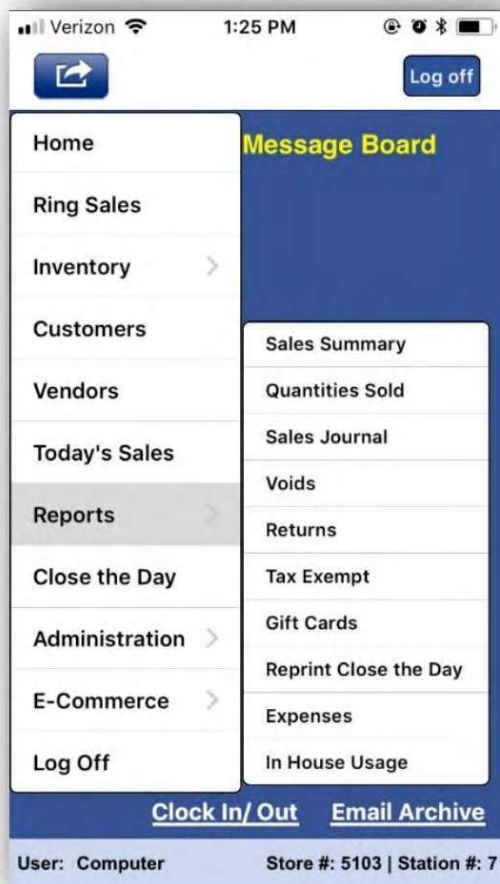 Verizon 1:25 PM
Log off
Message Board
Home
Ring Sales
Inventory
Customers
Vendors
Today's Sales
Reports
Close the Day
Administration
E-Commerce
Log Off
Sales Summary
Quantities Sold
Sales Journal
Voids
Returns
Tax Exempt
Gift Cards
Reprint Close the Day
Expenses
In House Usage
Clock In/ Out Email Archive
User: Computer Store #: 5103 | Station #: 7